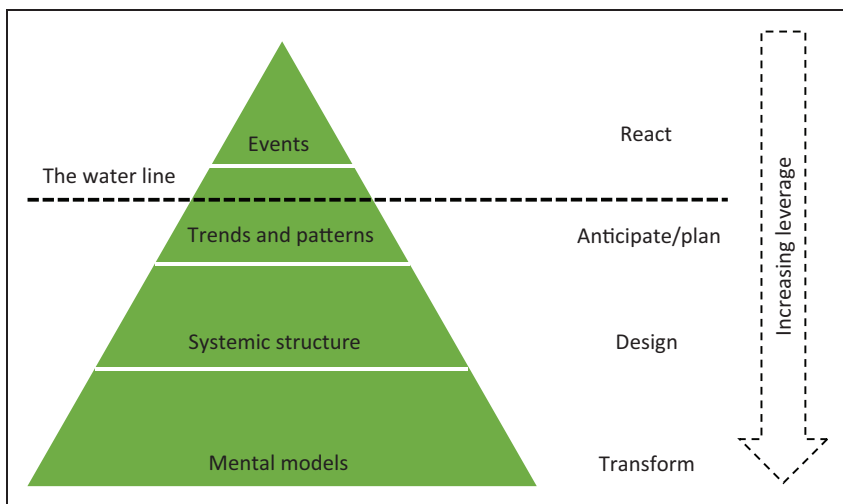 Events
React
The water line
Trends and patterns
Anticipate/plan
Systemic structure
Design
Mental models
Transform
Increasing leverage